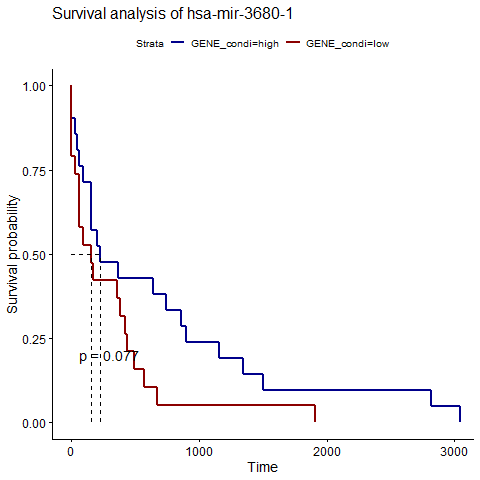 Survival analysis of hsa-mir-3680-1
Strata GENE_condi=high GENE_condi=low
Survival probability
1.00
0.75
0.50
0.25
0.00
p = 0.077
0 1000 2000 3000
Time